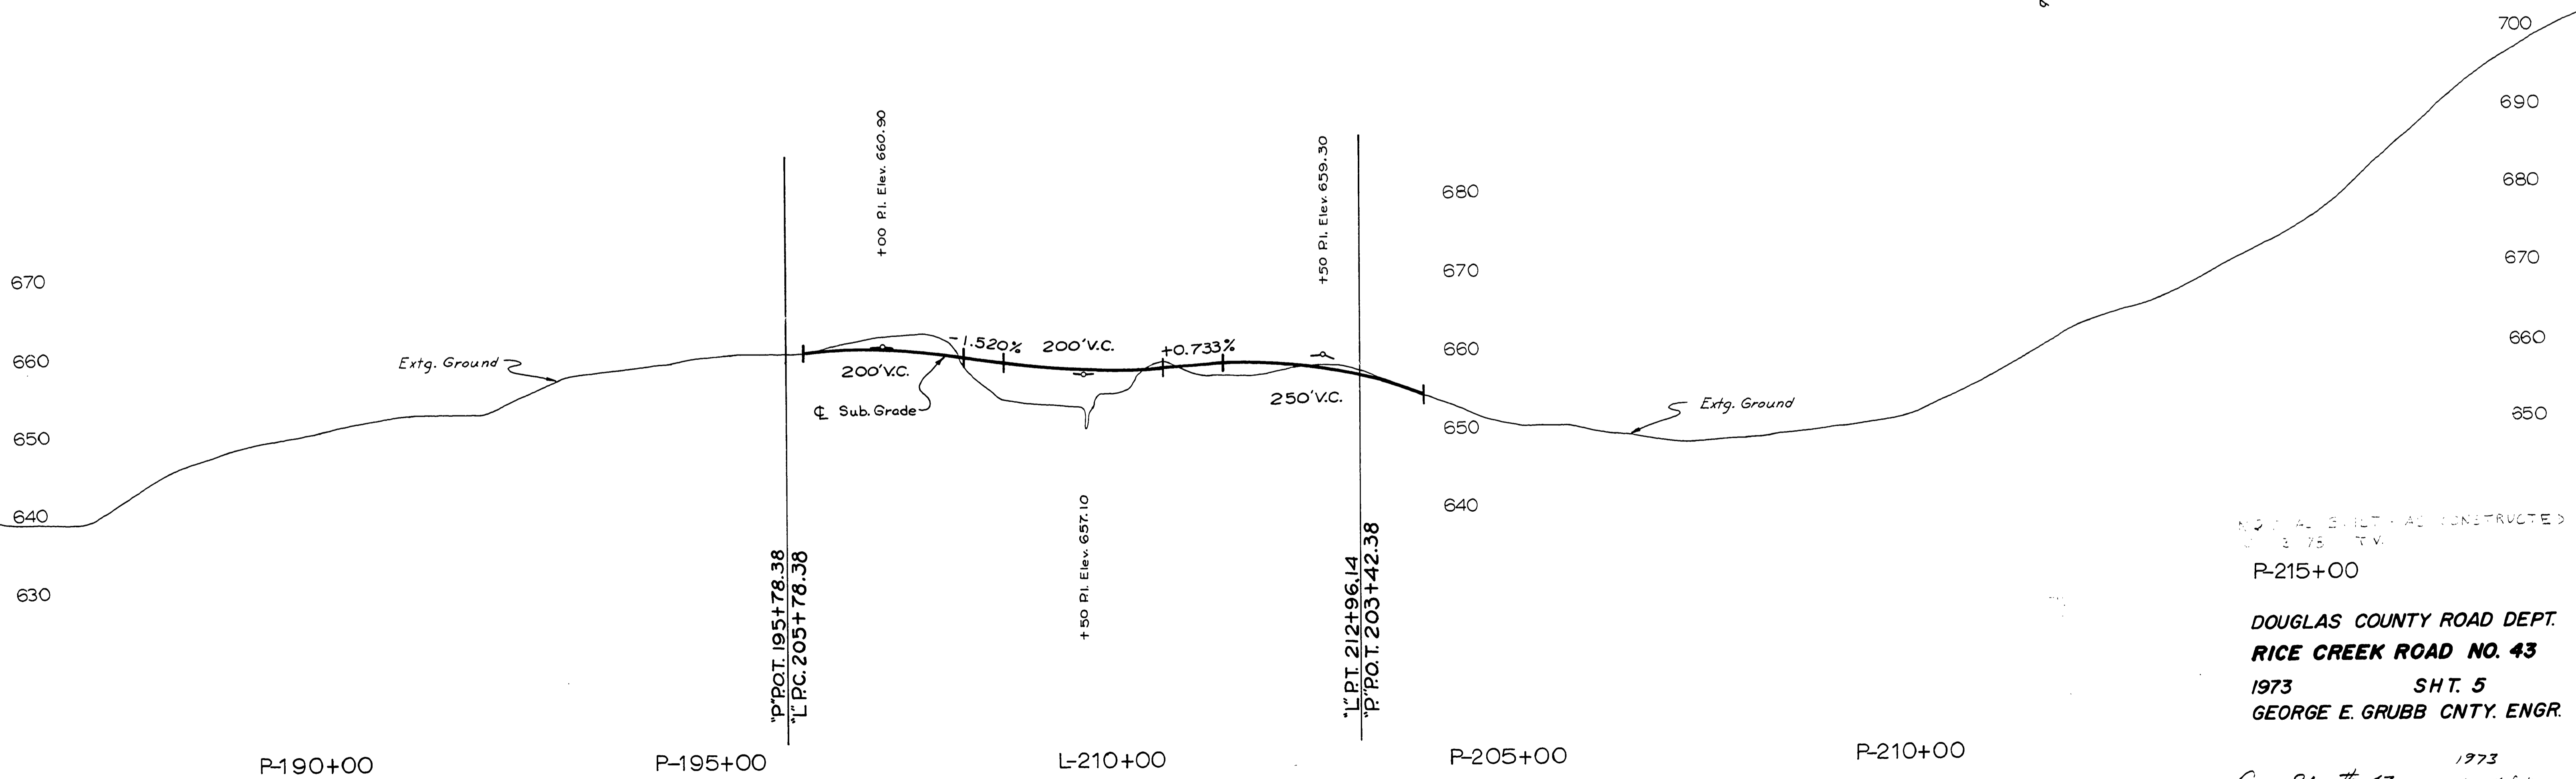 700
690
680
670
660
650
670
660
650
640
630
+00 P.I. Elev. 660.90
+50 P.I. Elev. 659.30
680
670
660
650
640
Extg. Ground
-1.520%
200'V.C.
+0.733%
200'V.C.
℄ Sub. Grade
250'V.C.
Extg. Ground
+50 P.I. Elev. 657.10
"P"P.O.T. 195+78.38
"L"P.C. 205+78.38
"L"P.T. 212+96.14
"P"P.O.T. 203+42.38
CONSTRUCTED
P-215+00
DOUGLAS COUNTY ROAD DEPT.
RICE CREEK ROAD NO. 43
1973 SHT. 5
GEORGE E. GRUBB CNTY. ENGR.
P-190+00
P-195+00
L-210+00
P-205+00
P-210+00
1973